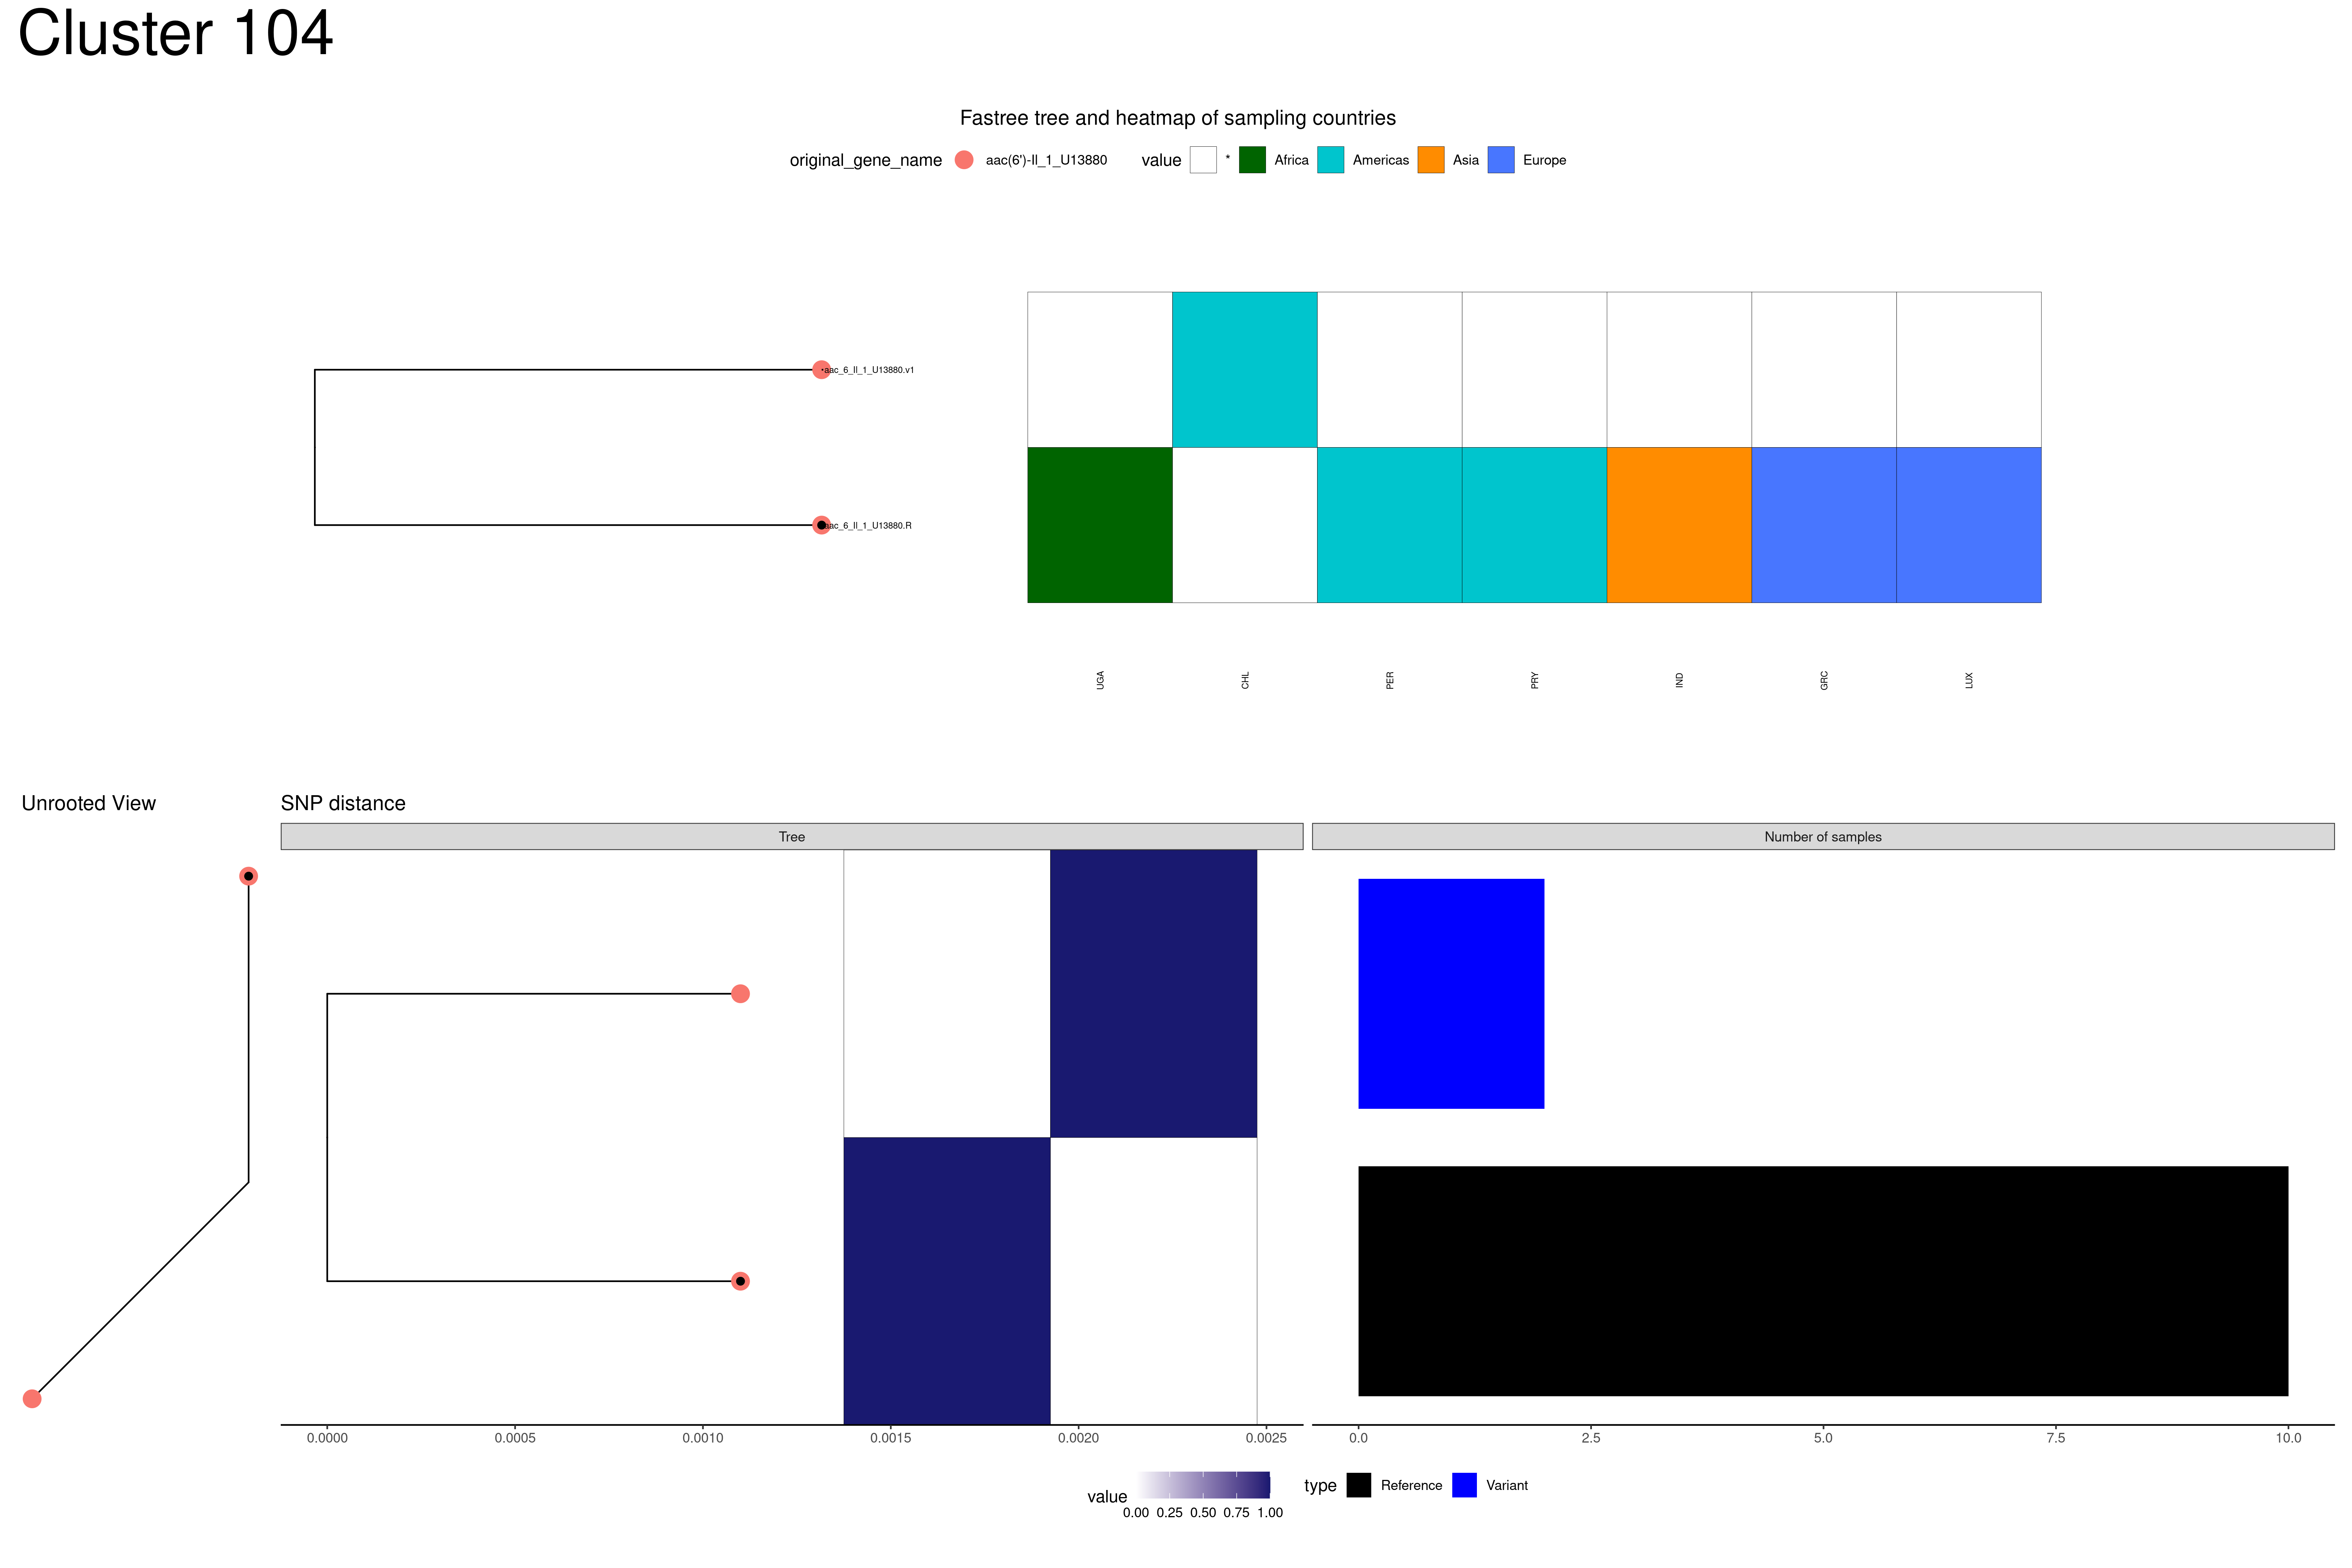 Cluster 104
Fastree tree and heatmap of sampling countries
original_gene_name aac(6')-Il_1_U13880 value * Africa Americas Asia Europe
aac_6_Il_1_U13880.v1
aac_6_Il_1_U13880.R
UGA CHL PER PRY IND GRC LUX
Unrooted View SNP distance
Tree Number of samples
0.0000 0.0005 0.0010 0.0015 0.0020 0.0025 0.0 2.5 5.0 7.5 10.0
value 0.00 0.25 0.50 0.75 1.00 type Reference Variant